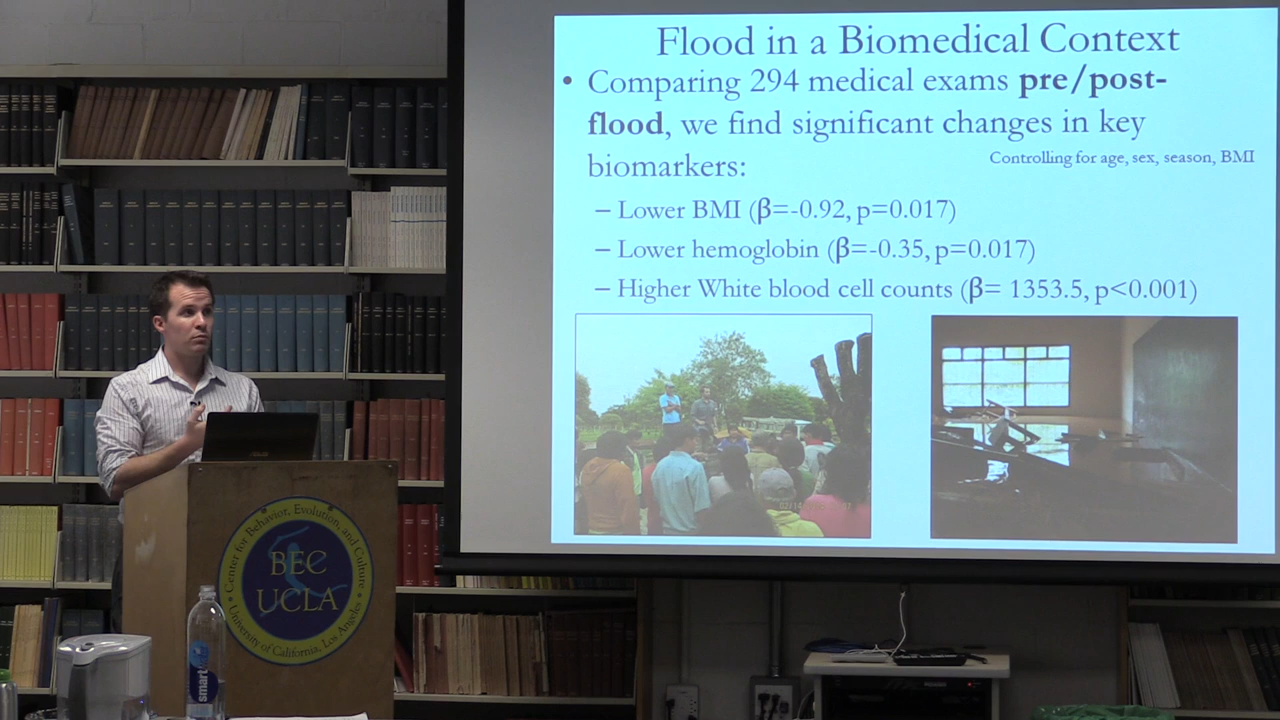 Flood in a Biomedical Context
• Comparing 294 medical exams pre/post-
flood, we find significant changes in key
biomarkers:
Controlling for age, sex, season, BMI
– Lower BMI (β=-0.92, p=0.017)
– Lower hemoglobin (β=-0.35, p=0.017)
– Higher White blood cell counts (β= 1353.5, p<0.001)
Center for Behavior, Evolution, and Culture
BEC
UCLA
University of California, Los Angeles
smart